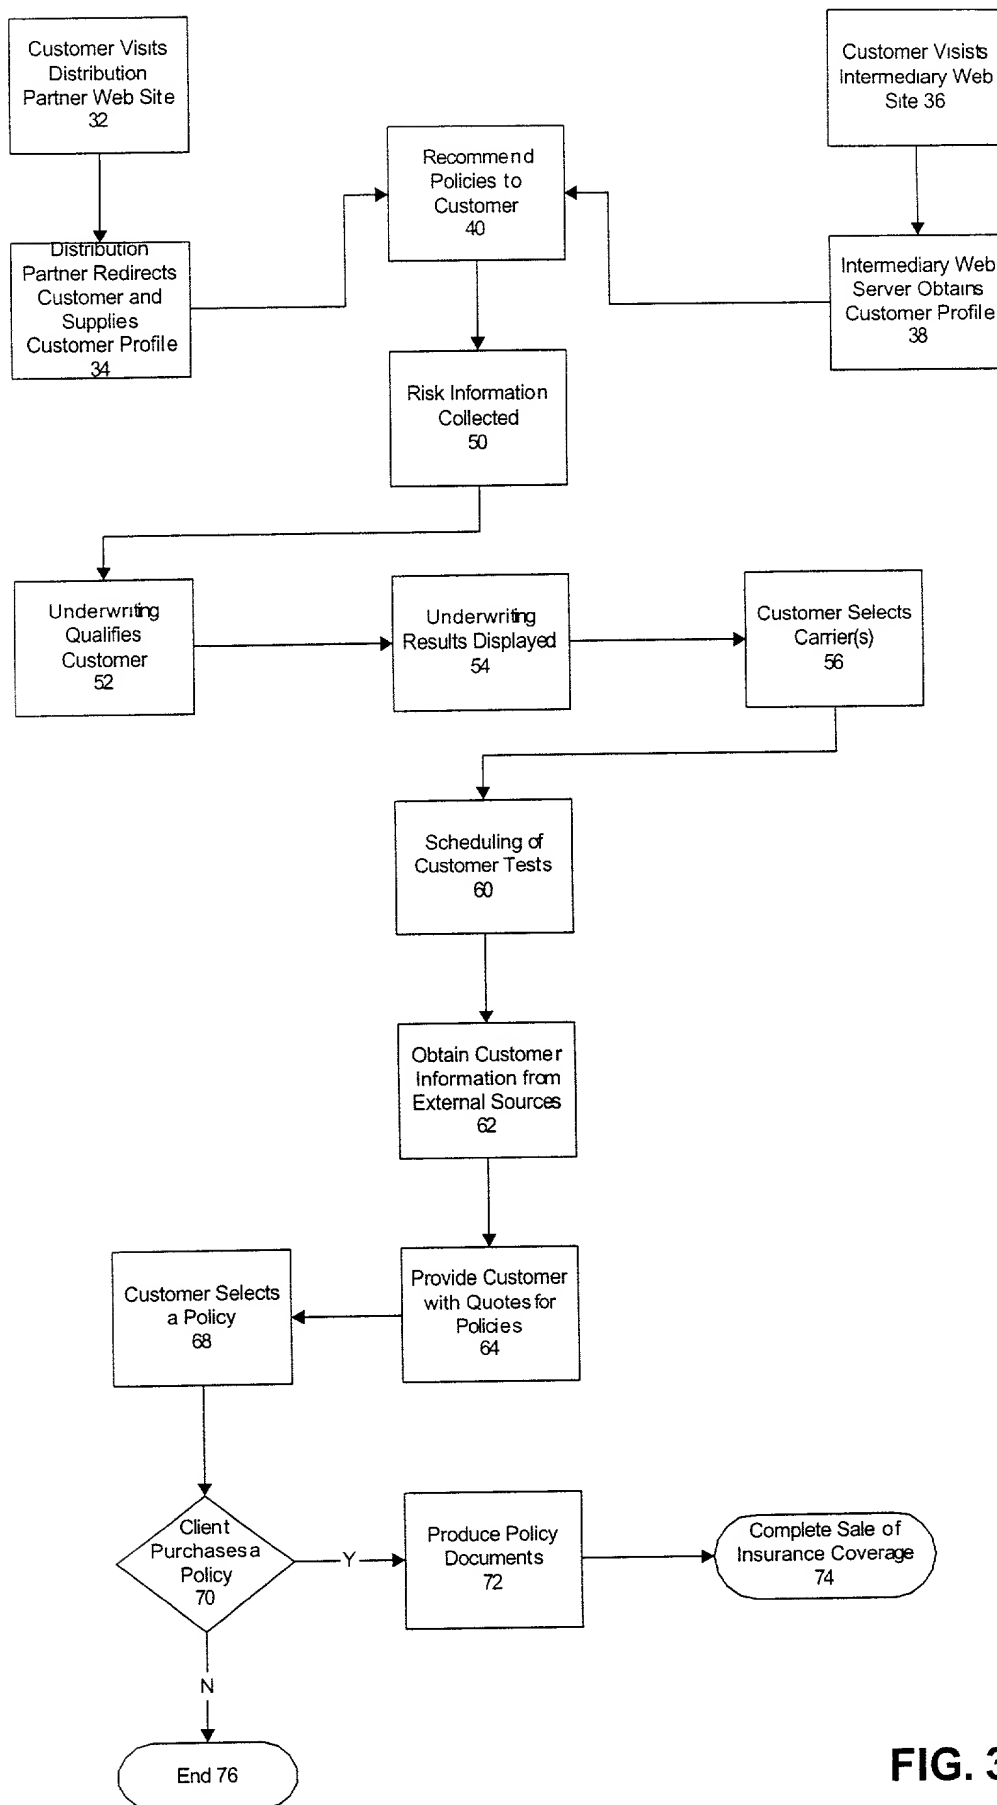 Customer Visits
Distribution
Partner Web Site
32
Customer Visists
Intermediary Web
Site 36
Recommend
Policies to
Customer
40
Distribution
Partner Redirects
Customer and
Supplies
Customer Profile
34
Intermediary Web
Server Obtains
Customer Profile
38
Risk Information
Collected
50
Underwriting
Qualifies
Customer
52
Underwriting
Results Displayed
54
Customer Selects
Carrier(s)
56
Scheduling of
Customer Tests
60
Obtain Customer
Information from
External Sources
62
Provide Customer
with Quotes for
Policies
64
Customer Selects
a Policy
68
Client
Purchases a
Policy
70
Y
Produce Policy
Documents
72
Complete Sale of
Insurance Coverage
74
N
End 76
FIG. 3